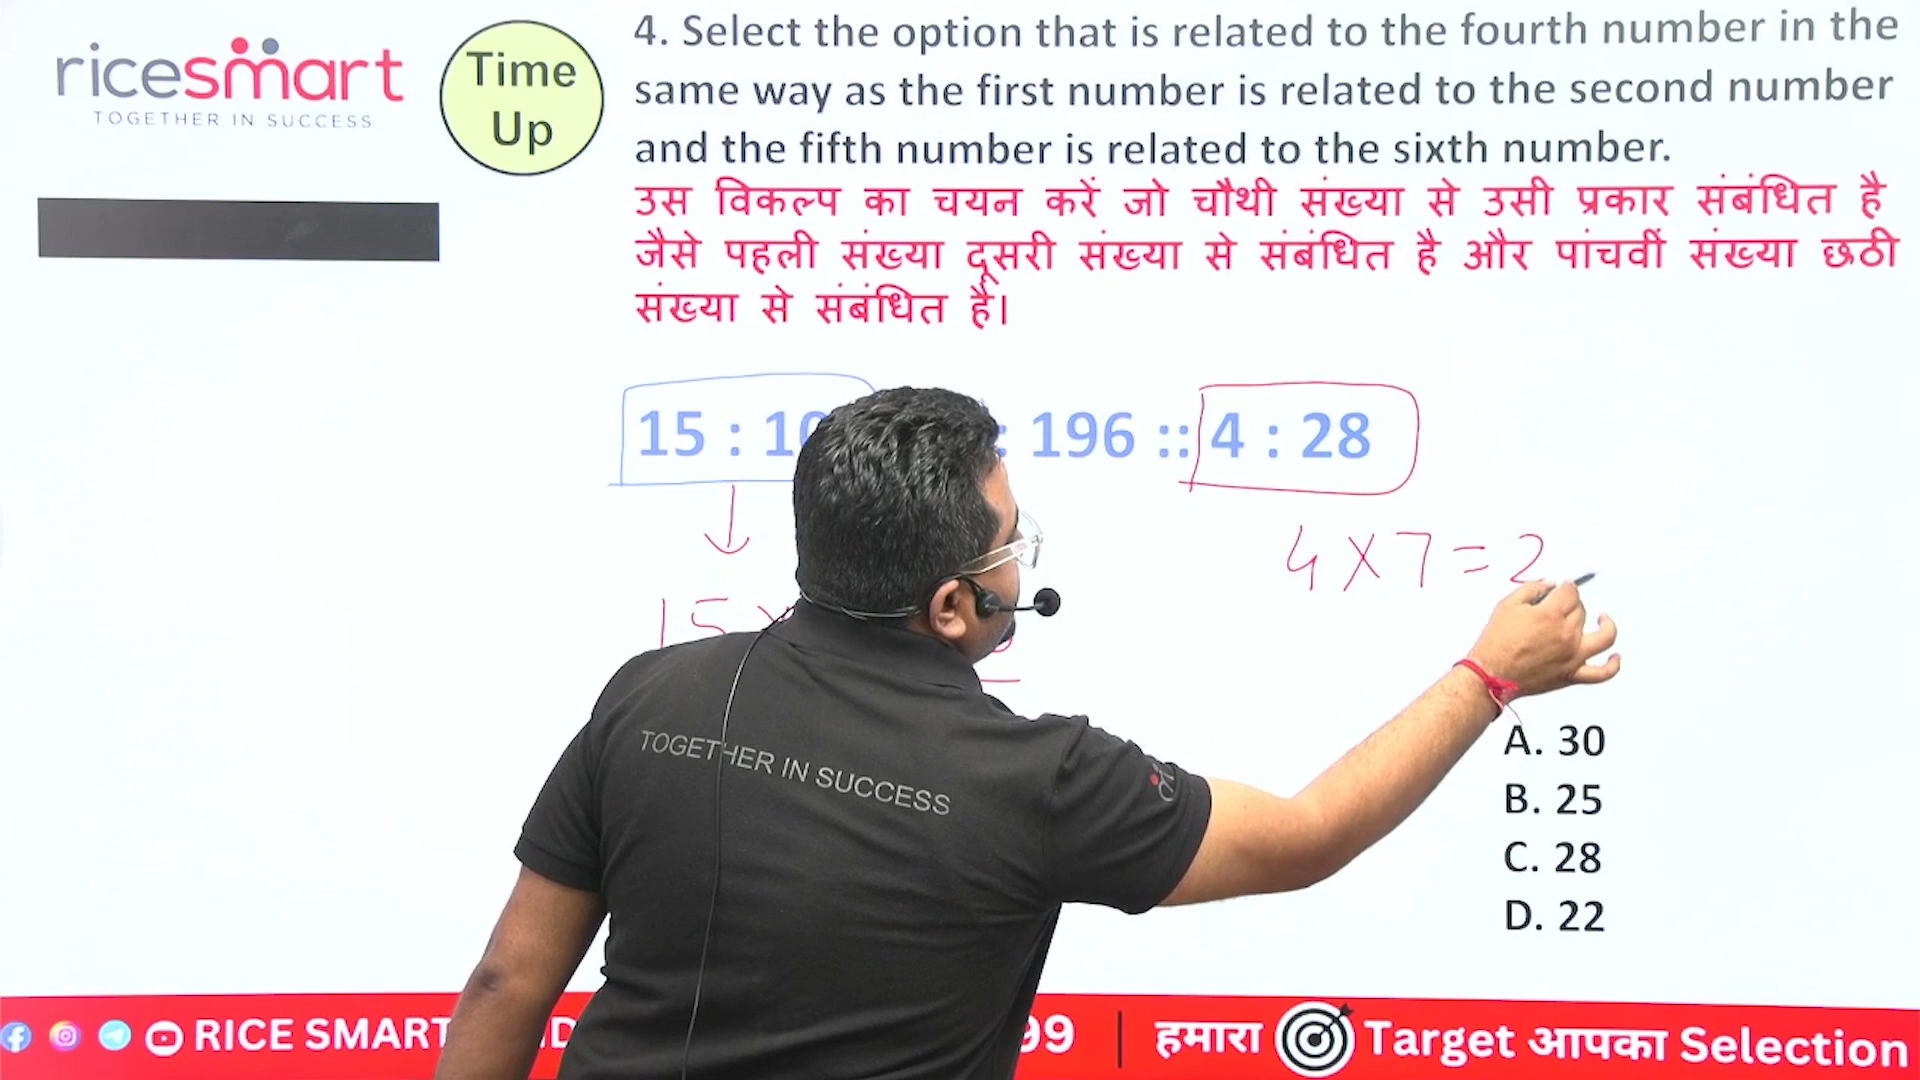 ricesmart
TOGETHER IN SUCCESS
Time
Up
4. Select the option that is related to the fourth number in the
same way as the first number is related to the second number
and the fifth number is related to the sixth number.
उस विकल्प का चयन करें जो चौथी संख्या से उसी प्रकार संबंधित है
जैसे पहली संख्या दूसरी संख्या से संबंधित है और पांचवीं संख्या छठी
संख्या से संबंधित है।
15 : 10 : 196 :: 4 : 28
4 X 7 = 2
15 x
TOGETHER IN SUCCESS
A. 30
B. 25
C. 28
D. 22
RICE SMART 99 | हमारा Target आपका Selection